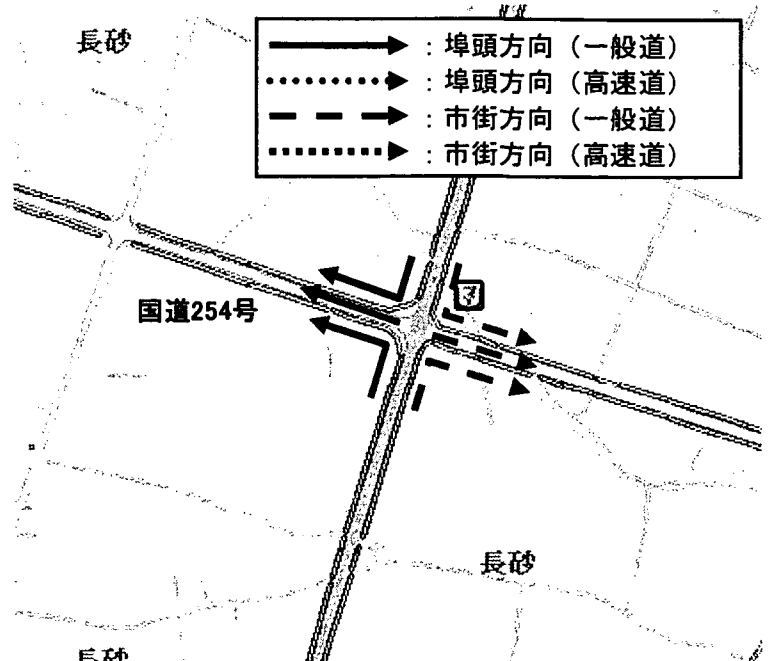 長砂
：埠頭方向（一般道）
：埠頭方向（高速道）
：市街方向（一般道）
：市街方向（高速道）
国道254号
長砂
長砂